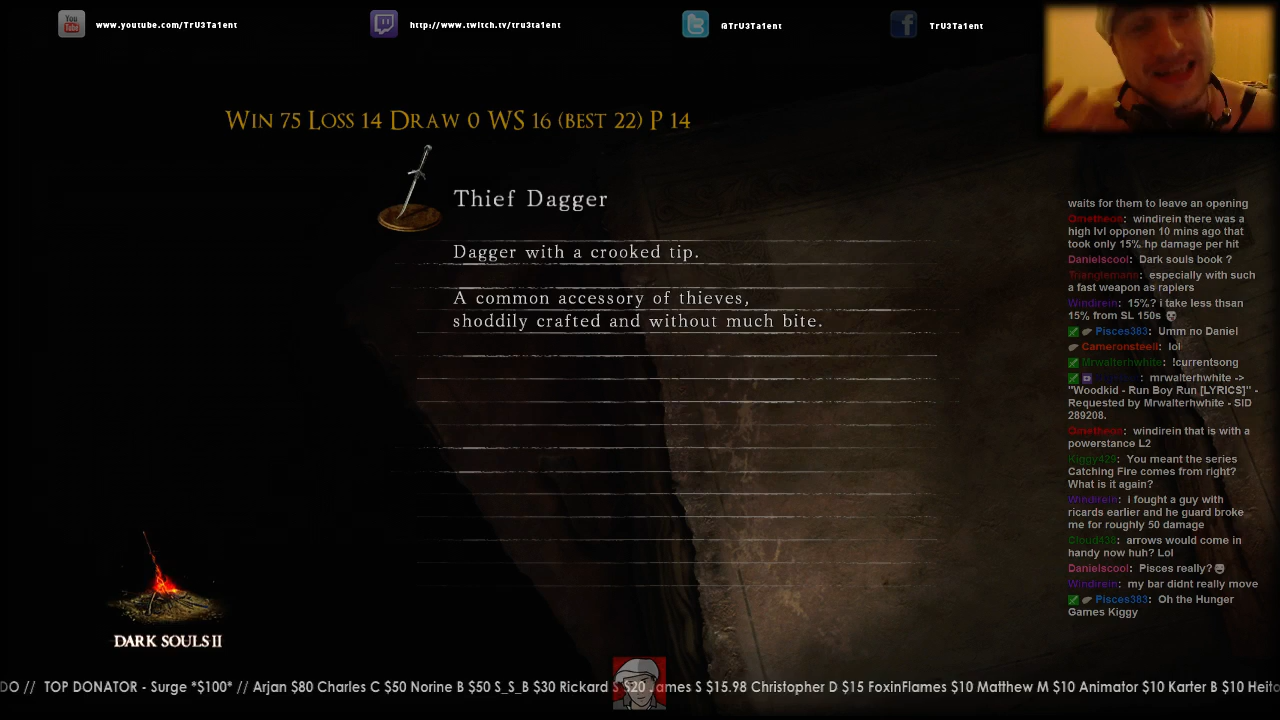 You
Tube
www.youtube.com/TrU3Ta1ent
http://www.twitch.tv/tru3ta1ent
@TrU3Ta1ent
TrU3Ta1ent
Win 75 Loss 14 Draw 0 WS 16 (best 22) P 14
Thief Dagger
Dagger with a crooked tip.
A common accessory of thieves,
shoddily crafted and without much bite.
waits for them to leave an opening
Ometheon: windirein there was a
high lvl opponen 10 mins ago that
took only 15% hp damage per hit
Danielscool: Dark souls book ?
Trianglemans: especially with such
a fast weapon as rapiers
Windirein: 15%? i take less thsan
15% from SL 150s
Pisces383: Umm no Daniel
Cameronsteell: lol
Mrwalterhwhite: !currentsong
: mrwalterhwhite ->
"Woodkid - Run Boy Run [LYRICS]" -
Requested by Mrwalterhwhite - SID
289208.
Ometheon: windirein that is with a
powerstance L2
Kiggy429: You meant the series
Catching Fire comes from right?
What is it again?
Windirein: i fought a guy with
ricards earlier and he guard broke
me for roughly 50 damage
Cloud438: arrows would come in
handy now huh? Lol
Danielscool: Pisces really?
Windirein: my bar didnt really move
Pisces383: Oh the Hunger
Games Kiggy
DARK SOULS II
DO // TOP DONATOR - Surge *$100* // Arjan $80 Charles C $50 Norine B $50 S_S_B $30 Rickard S $20 James S $15.98 Christopher D $15 FoxinFlames $10 Matthew M $10 Animator $10 Karter B $10 Heito